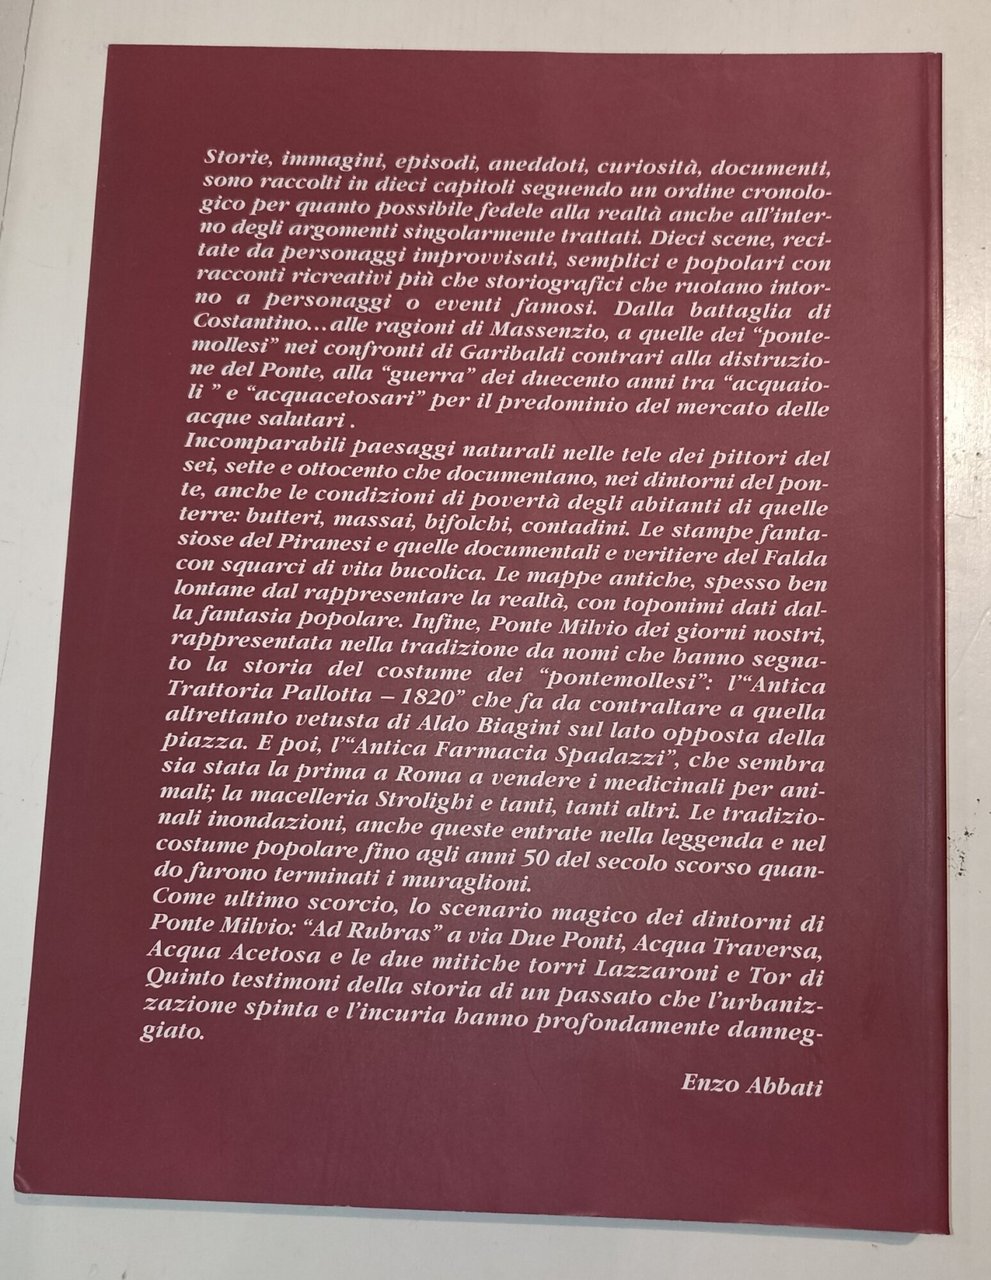 Storie, immagini, episodi, aneddoti, curiosità, documenti,
sono raccolti in dieci capitoli seguendo un ordine cronolo-
gico per quanto possibile fedele alla realtà anche all'inter-
no degli argomenti singolarmente trattati. Dieci scene, reci-
tate da personaggi improvvisati, semplici e popolari con
racconti ricreativi più che storiografici che ruotano intor-
no a personaggi o eventi famosi. Dalla battaglia di
Costantino...alle ragioni di Massenzio, a quelle dei “ponte-
mollesi” nei confronti di Garibaldi contrari alla distruzio-
ne del Ponte, alla “guerra” dei duecento anni tra “acquaio-
li ” e “acquacetosari” per il predominio del mercato delle
acque salutari .
Incomparabili paesaggi naturali nelle tele dei pittori del
sei, sette e ottocento che documentano, nei dintorni del pon-
te, anche le condizioni di povertà degli abitanti di quelle
terre: butteri, massai, bifolchi, contadini. Le stampe fanta-
siose del Piranesi e quelle documentali e veritiere del Falda
con squarci di vita bucolica. Le mappe antiche, spesso ben
lontane dal rappresentare la realtà, con toponimi dati dal-
la fantasia popolare. Infine, Ponte Milvio dei giorni nostri,
rappresentata nella tradizione da nomi che hanno segna-
to la storia del costume dei “pontemollesi”: l'“Antica
Trattoria Pallotta – 1820” che fa da contraltare a quella
altrettanto vetusta di Aldo Biagini sul lato opposta della
piazza. E poi, l'“Antica Farmacia Spadazzi”, che sembra
sia stata la prima a Roma a vendere i medicinali per ani-
mali; la macelleria Strolighi e tanti, tanti altri. Le tradizio-
nali inondazioni, anche queste entrate nella leggenda e nel
costume popolare fino agli anni 50 del secolo scorso quan-
do furono terminati i muraglioni.
Come ultimo scorcio, lo scenario magico dei dintorni di
Ponte Milvio: “Ad Rubras” a via Due Ponti, Acqua Traversa,
Acqua Acetosa e le due mitiche torri Lazzaroni e Tor di
Quinto testimoni della storia di un passato che l'urbaniz-
zazione spinta e l'incuria hanno profondamente danneg-
giato.
Enzo Abbati